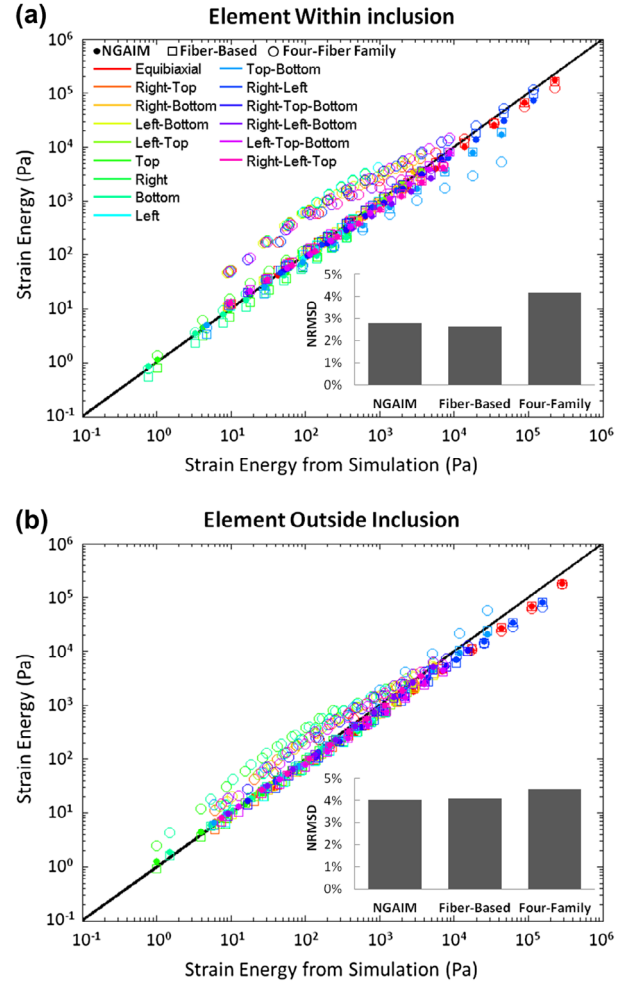 (a)
Element Within inclusion
NGAIM Fiber-Based Four-Fiber Family
Equibiaxial Top-Bottom
Right-Top Right-Left
Right-Bottom Right-Top-Bottom
Left-Bottom Right-Left-Bottom
Left-Top Left-Top-Bottom
Top Right-Left-Top
Right
Bottom
Left
Strain Energy (Pa)
10^6
10^5
10^4
10^3
10^2
10^1
10^0
10^-1
NRMSD
5%
4%
3%
2%
1%
0%
NGAIM Fiber-Based Four-Family
10^-1 10^0 10^1 10^2 10^3 10^4 10^5 10^6
Strain Energy from Simulation (Pa)
(b)
Element Outside Inclusion
Strain Energy (Pa)
10^6
10^5
10^4
10^3
10^2
10^1
10^0
10^-1
NRMSD
5%
4%
3%
2%
1%
0%
NGAIM Fiber-Based Four-Family
10^-1 10^0 10^1 10^2 10^3 10^4 10^5 10^6
Strain Energy from Simulation (Pa)